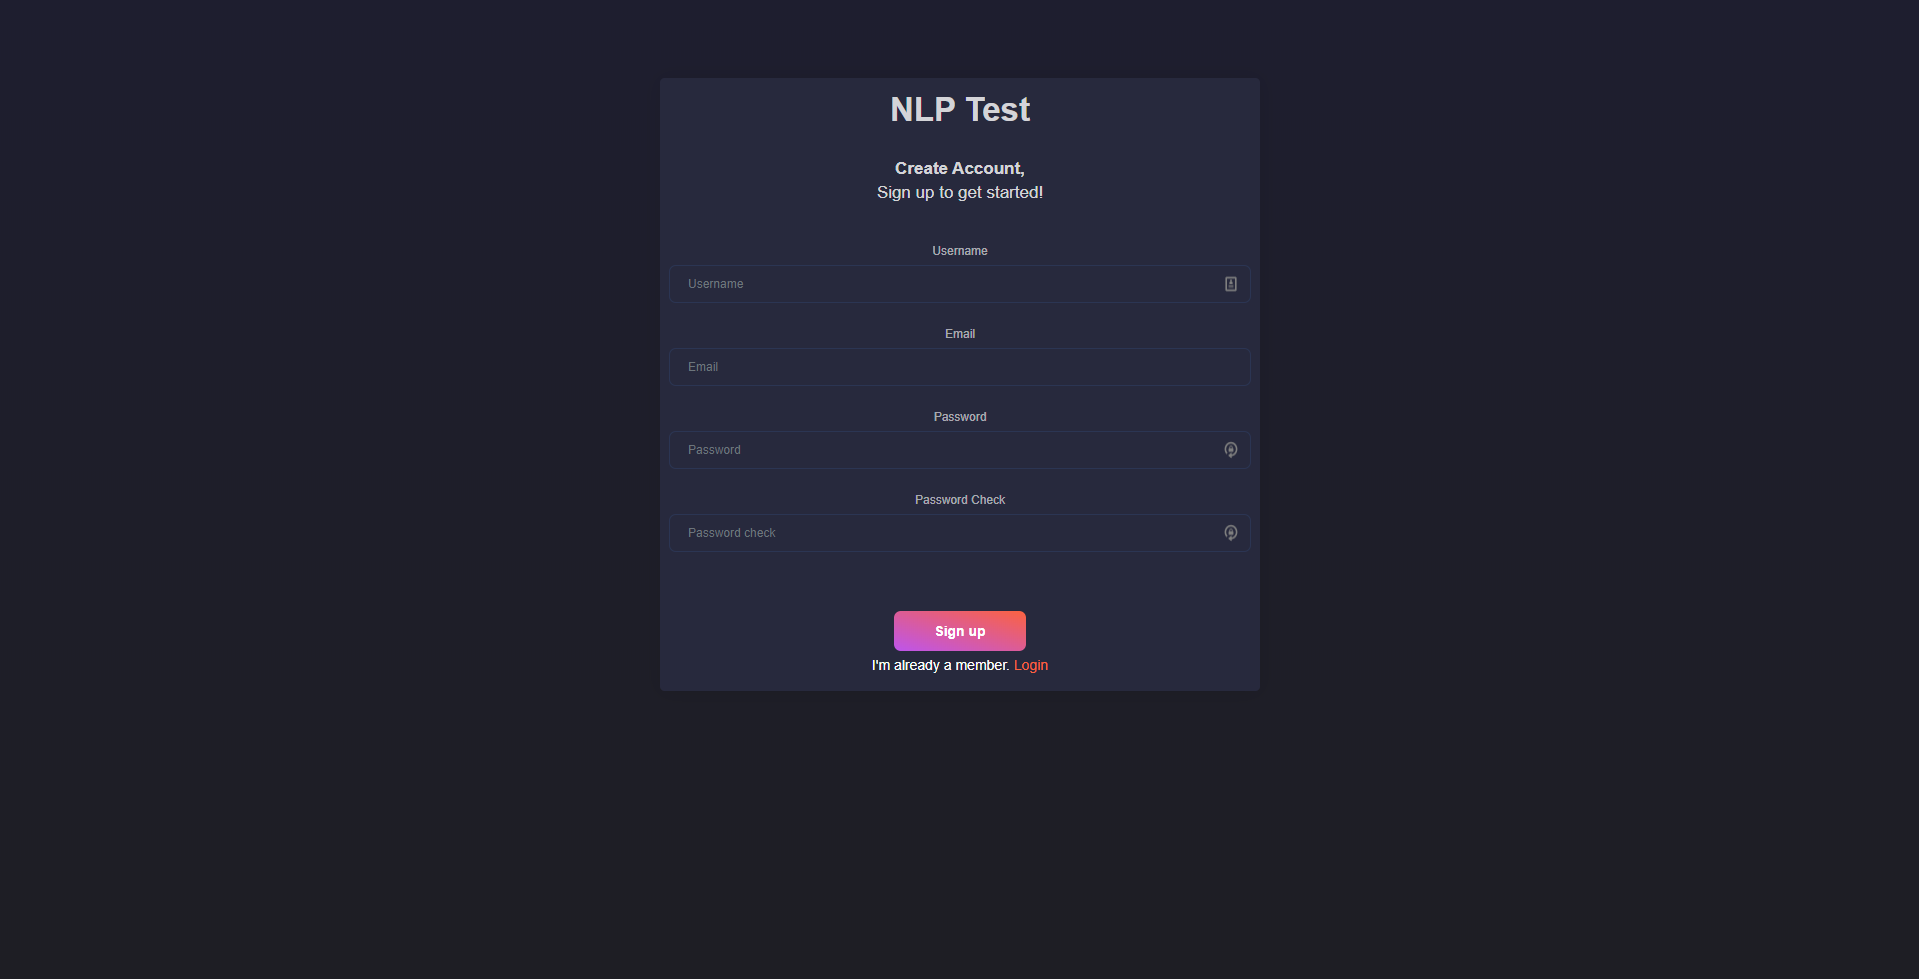 NLP Test
Create Account,
Sign up to get started!
Username
Username
Email
Email
Password
Password
Password Check
Password check
Sign up
I'm already a member. Login